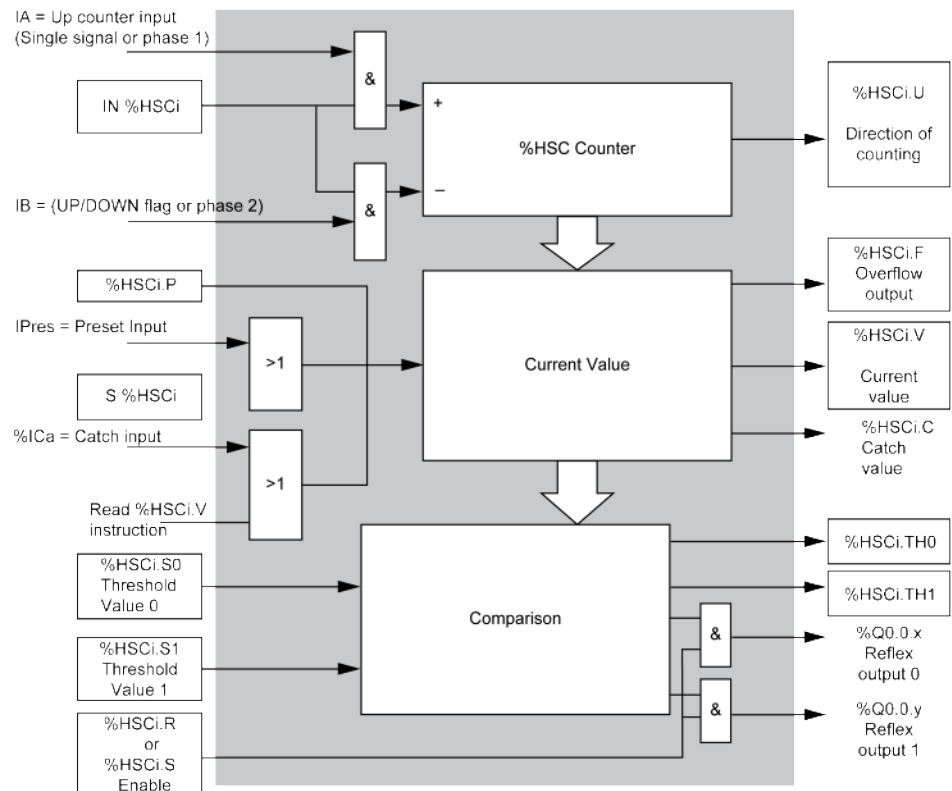 IA = Up counter input
(Single signal or phase 1)
&
IN %HSCi
+
%HSC Counter
–
%HSCi.U
Direction of
counting
IB = (UP/DOWN flag or phase 2)
&
%HSCi.P
%HSCi.F
Overflow
output
IPres = Preset Input
>1
Current Value
%HSCi.V
Current
value
S %HSCi
%ICa = Catch input
%HSCi.C
Catch
value
>1
Read %HSCi.V
instruction
%HSCi.S0
Threshold
Value 0
%HSCi.TH0
%HSCi.TH1
Comparison
&
%Q0.0.x
Reflex
output 0
%HSCi.S1
Threshold
Value 1
&
%Q0.0.y
Reflex
output 1
%HSCi.R
or
%HSCi.S
Enable